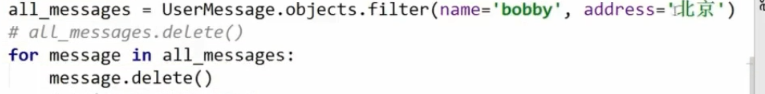 all_messages = UserMessage.objects.filter(name='bobby', address='北京')
# all_messages.delete()
for message in all_messages:
    message.delete()